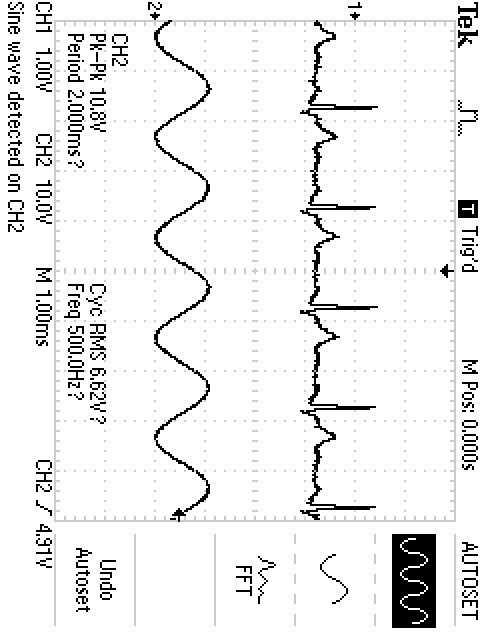 Tek
T Trig'd
M Pos: 0.000s
AUTOSET
1
2
FFT
Undo
Autoset
CH2
Pk-Pk 10.8V
Period 2.000ms?
Cyc RMS 6.62V?
Freq 500.0Hz?
CH1 1.00V CH2 10.0V M 1.00ms CH2 / 4.91V
Sine wave detected on CH2